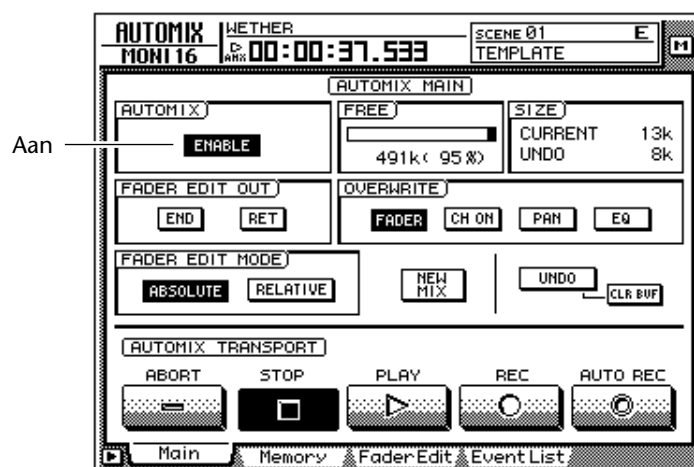 AUTOMIX
MONI 16
WETHER
AMX 00:00:37.533
SCENE 01 E
TEMPLATE
M
AUTOMIX MAIN
AUTOMIX
ENABLE
Aan
FREE
491k( 95%)
SIZE
CURRENT 13k
UNDO 8k
FADER EDIT OUT
END RET
OVERWRITE
FADER CH ON PAN EQ
FADER EDIT MODE
ABSOLUTE RELATIVE
NEW
MIX
UNDO
CLR BUF
AUTOMIX TRANSPORT
ABORT STOP PLAY REC AUTO REC
Main Memory FaderEdit EventList